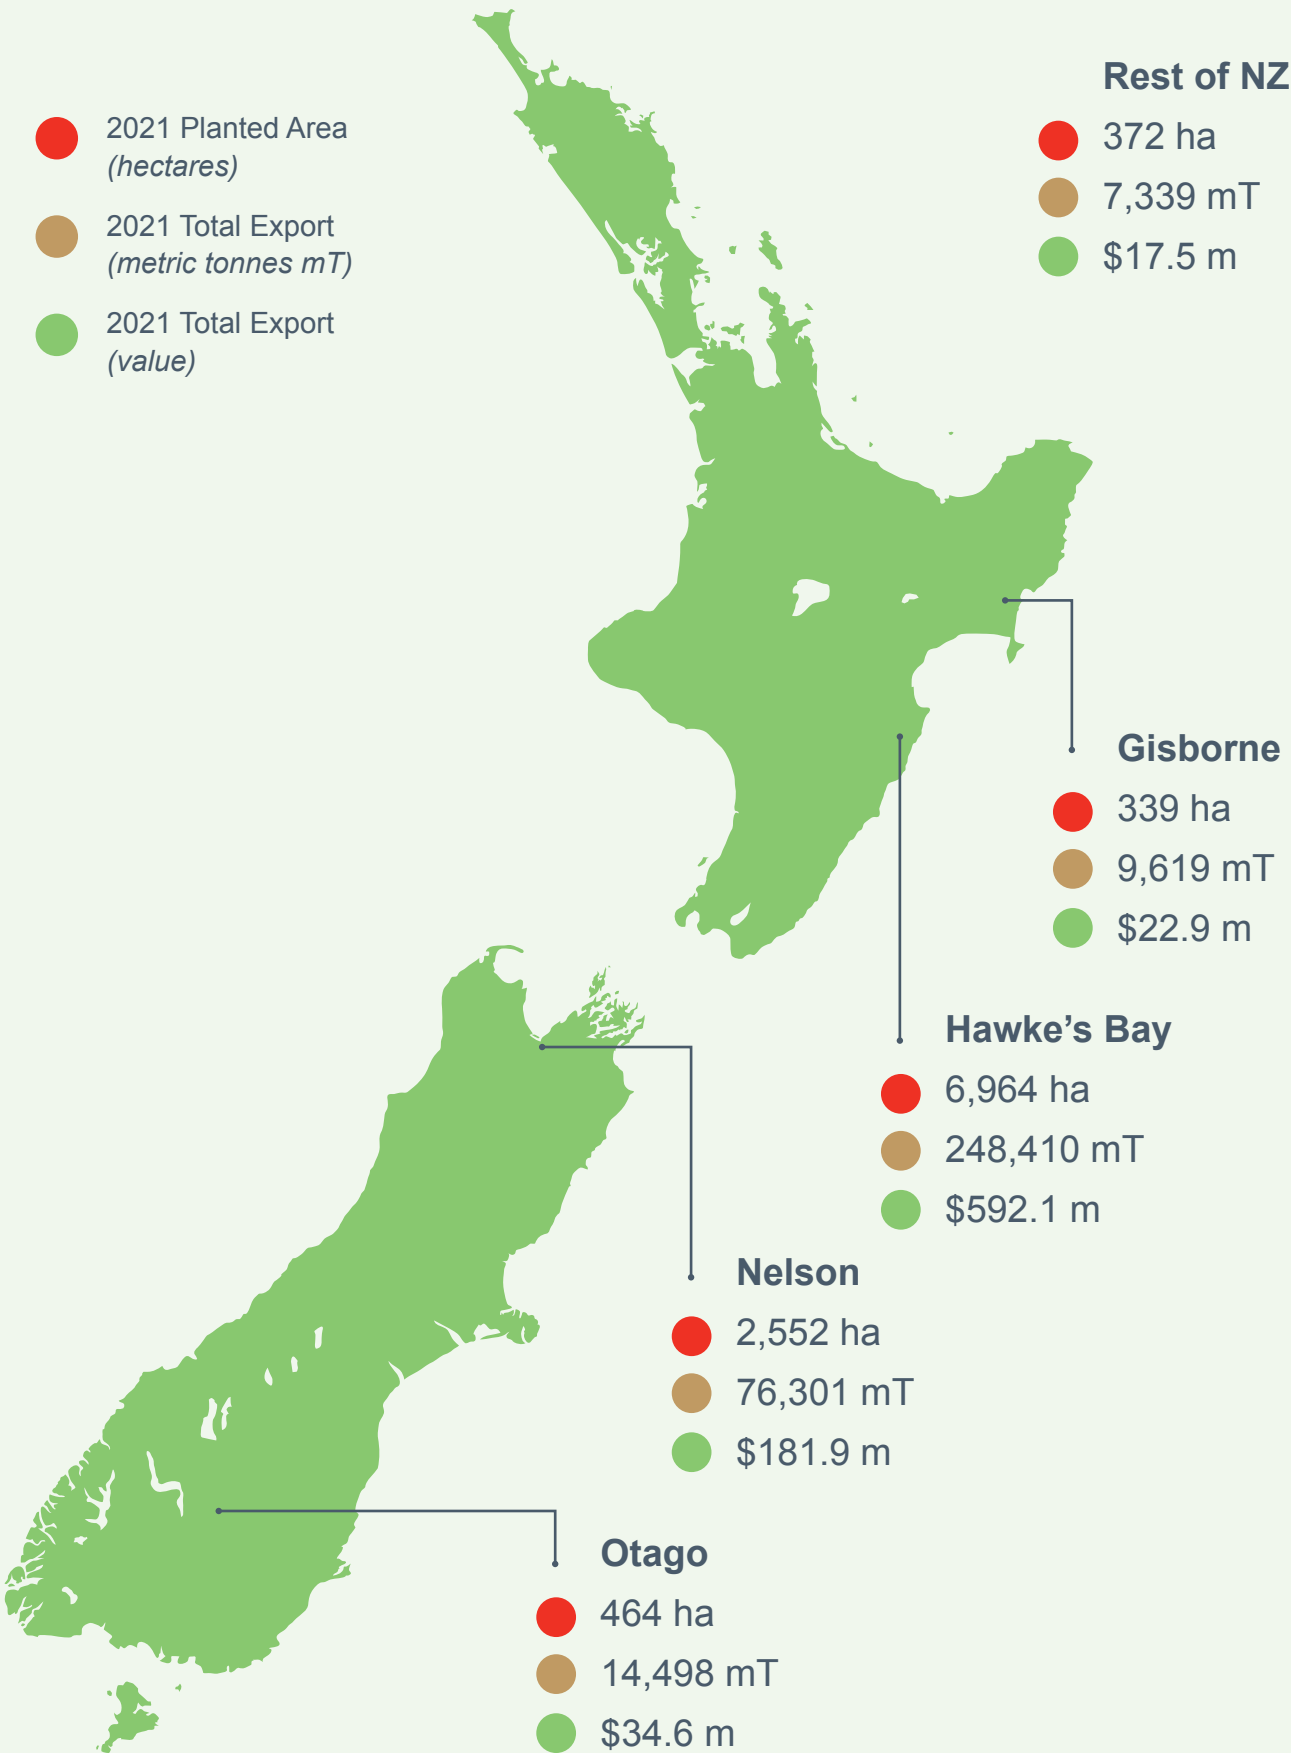 2021 Planted Area
(hectares)
2021 Total Export
(metric tonnes mT)
2021 Total Export
(value)
Rest of NZ
372 ha
7,339 mT
$17.5 m
Gisborne
339 ha
9,619 mT
$22.9 m
Hawke’s Bay
6,964 ha
248,410 mT
$592.1 m
Nelson
2,552 ha
76,301 mT
$181.9 m
Otago
464 ha
14,498 mT
$34.6 m